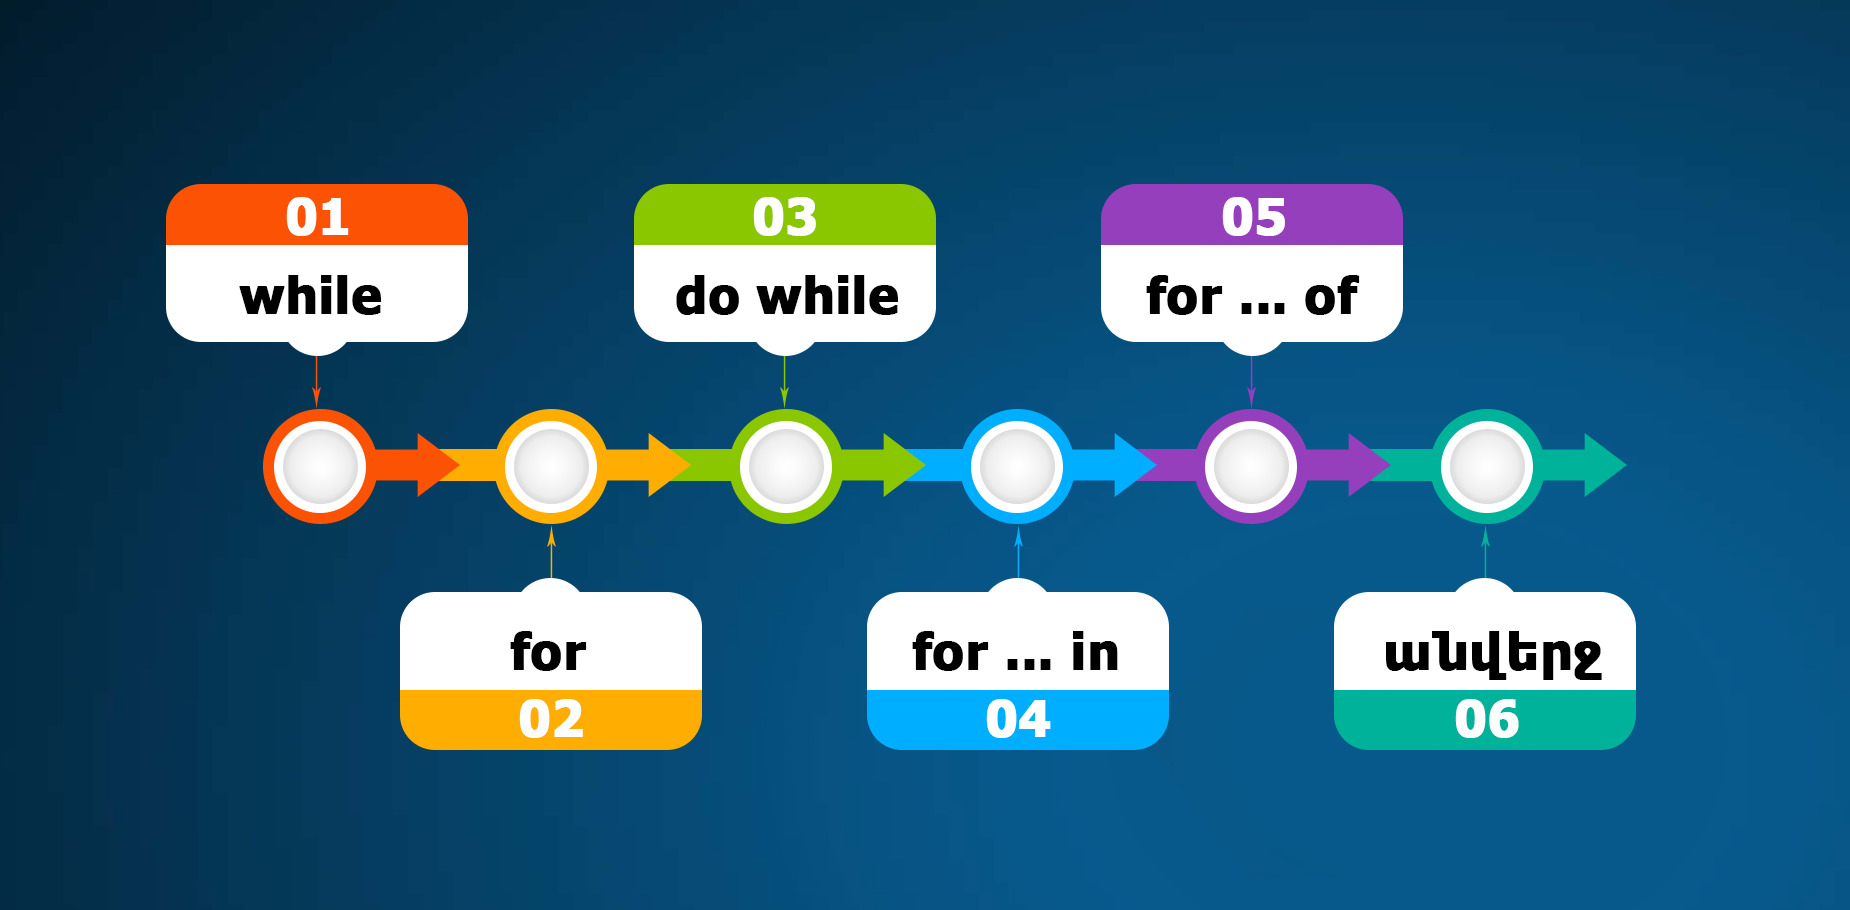 01
while
for
02
03
do while
for ... in
04
05
for ... of
անվերջ
06